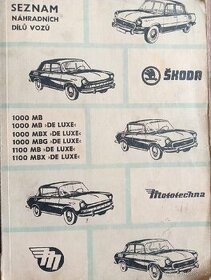 SEZNAM
NÁHRADNÍCH
DÍLŮ VOZŮ
ŠKODA
1000 MB
1000 MB ›DE LUXE‹
1000 MBX ›DE LUXE‹
1000 MBG ›DE LUXE‹
1100 MB ›DE LUXE‹
1100 MBX ›DE LUXE‹
Mototechna